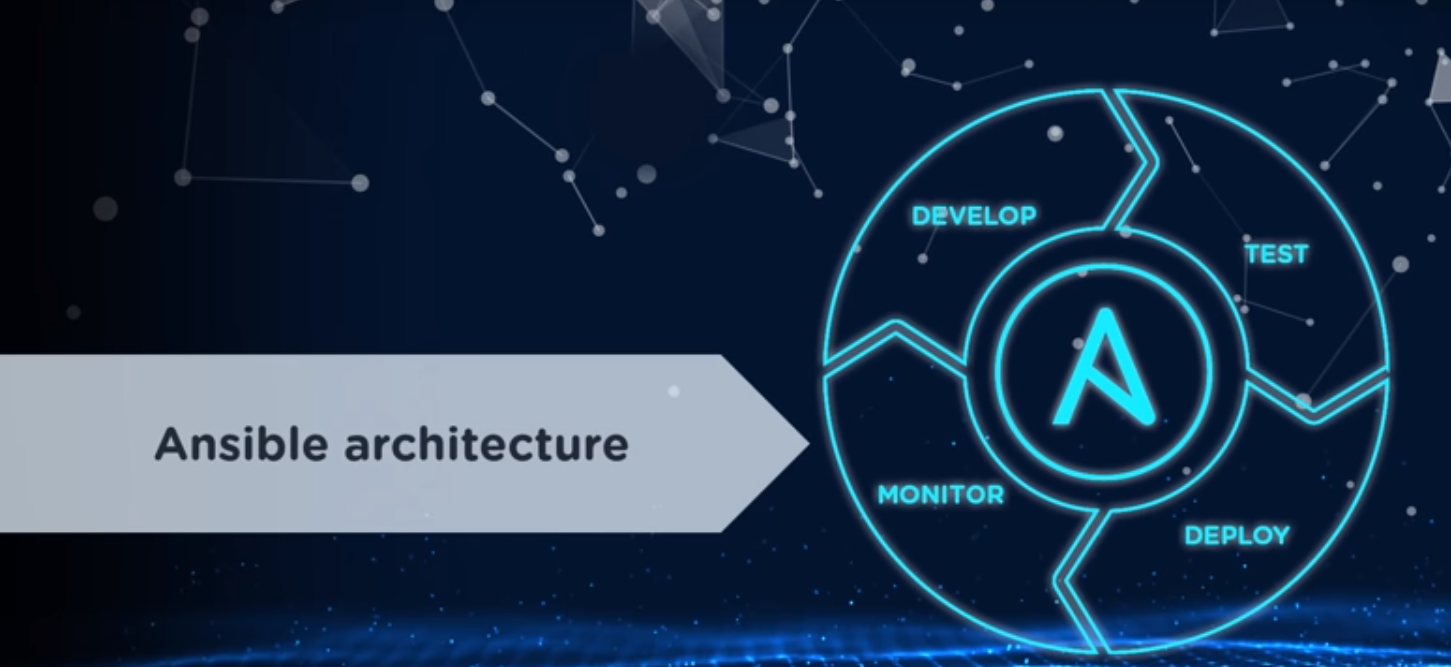 DEVELOP
TEST
Ansible architecture
MONITOR
DEPLOY